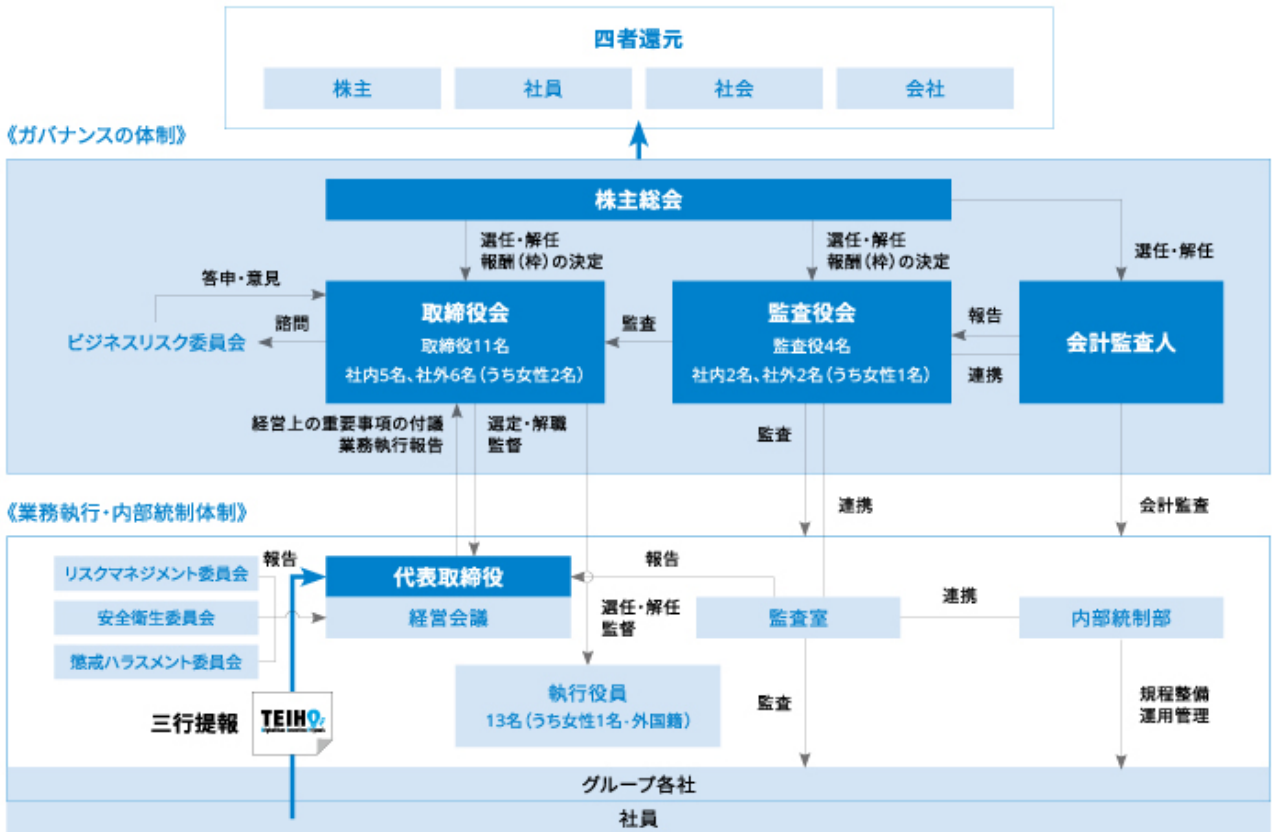 四者還元
株主
社員
社会
会社
《ガバナンスの体制》
株主総会
選任・解任
報酬(枠)の決定
選任・解任
報酬(枠)の決定
選任・解任
答申・意見
諮問
ビジネスリスク委員会
取締役会
取締役11名
社内5名、社外6名(うち女性2名)
監査
監査役会
監査役4名
社内2名、社外2名(うち女性1名)
報告
連携
会計監査人
経営上の重要事項の付議
業務執行報告
選定・解職
監督
監査
連携
会計監査
《業務執行・内部統制体制》
リスクマネジメント委員会
安全衛生委員会
懲戒ハラスメント委員会
報告
代表取締役
経営会議
報告
選任・解任
監督
監査室
連携
内部統制部
執行役員
13名(うち女性1名・外国籍)
監査
規程整備
運用管理
三行提報
TEIHO
グループ各社
社員